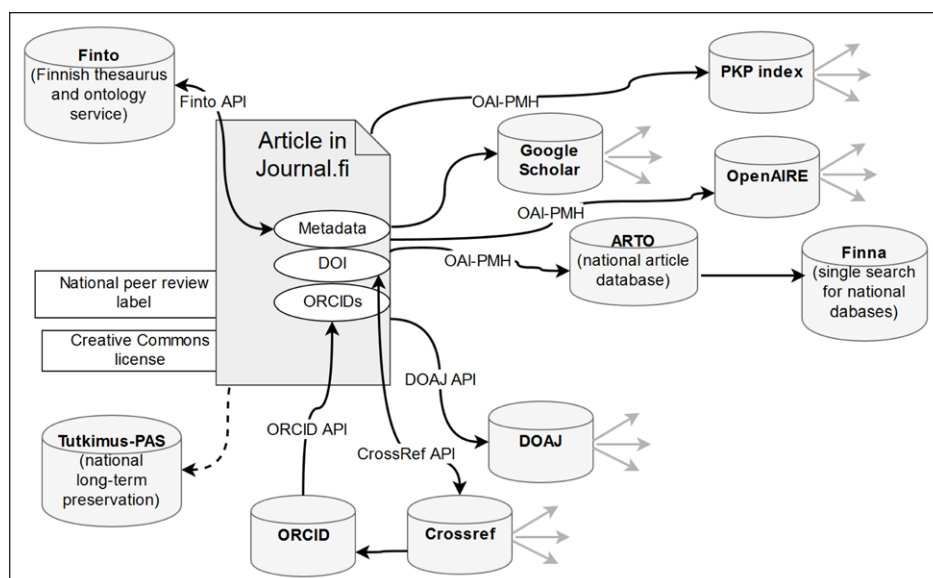 Finto
(Finnish thesaurus
and ontology
service)
Finto API
Article in
Journal.fi
Metadata
DOI
ORCIDs
National peer review
label
Creative Commons
license
Tutkimus-PAS
(national
long-term
preservation)
OAI-PMH
PKP index
Google
Scholar
OAI-PMH
OpenAIRE
OAI-PMH
ARTO
(national article
database)
Finna
(single search
for national
dabases)
DOAJ API
DOAJ
ORCID API
CrossRef API
ORCID
Crossref